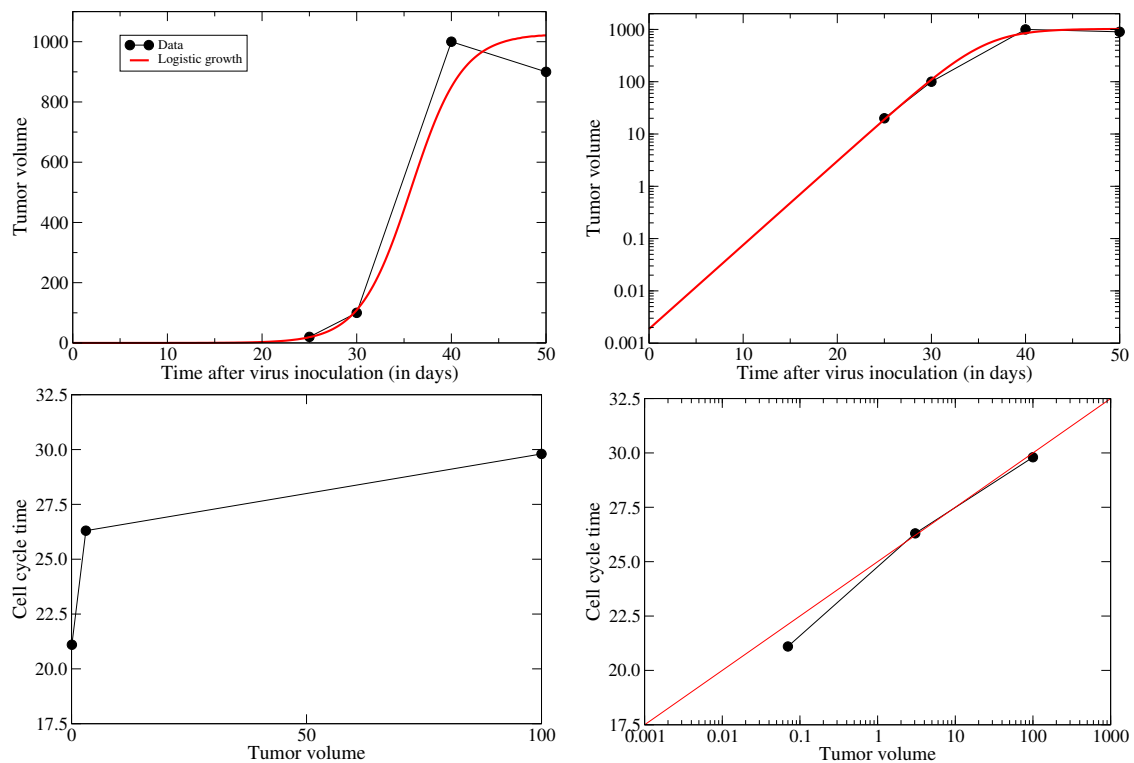 1000
800
600
400
200
0
Tumor volume
Data
Logistic growth
0 10 20 30 40 50
Time after virus inoculation (in days)
1000
100
10
1
0.1
0.01
0.001
Tumor volume
0 10 20 30 40 50
Time after virus inoculation (in days)
32.5
30.0
27.5
25.0
22.5
20.0
17.5
Cell cycle time
0 50 100
Tumor volume
32.5
30.0
27.5
25.0
22.5
20.0
17.5
Cell cycle time
0.001 0.01 0.1 1 10 100 1000
Tumor volume